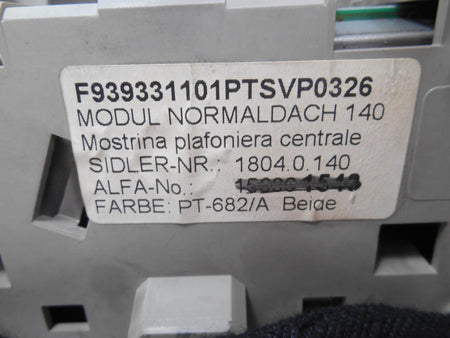 F939331101PTSVP0326
MODUL NORMALDACH 140
Mostrina plafoniera centrale
SIDLER-NR.: 1804.0.140
ALFA-No.:
FARBE: PT-682/A Beige